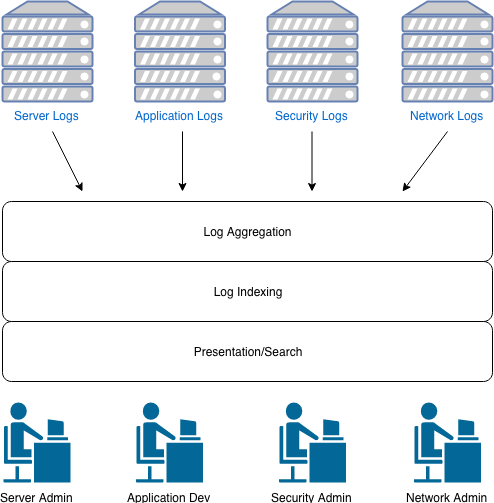 Server Logs
Application Logs
Security Logs
Network Logs
Log Aggregation
Log Indexing
Presentation/Search
Server Admin
Application Dev
Security Admin
Network Admin